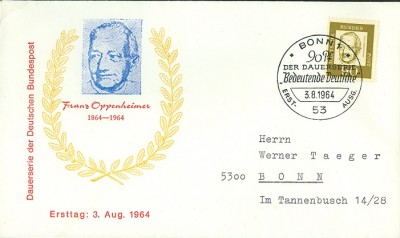 Dauerserie der Deutschen Bundespost
Franz Oppenheimer
1864—1964
Ersttag: 3. Aug. 1964
BONN 1
90 Pf
DER DAUERSERIE
Bedeutende Deutsche
3.8.1964
ERST- AUSG.
53
Herrn
Werner Taeger
5300 BONN
Im Tannenbusch 14/28